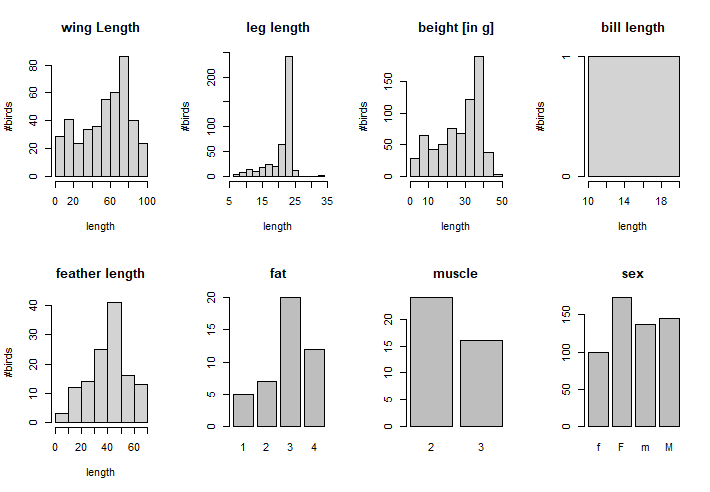 wing Length
#birds
0 20 40 60 80
0 20 60 100
length
leg length
#birds
0 50 100 200
5 15 25 35
length
beight [in g]
#birds
0 50 100 150
0 10 30 50
length
bill length
#birds
0 1
10 14 18
length
feather length
#birds
0 10 20 30 40
0 20 40 60
length
fat
0 5 10 15 20
1 2 3 4
muscle
0 5 10 15 20
2 3
sex
0 50 100 150
f F m M